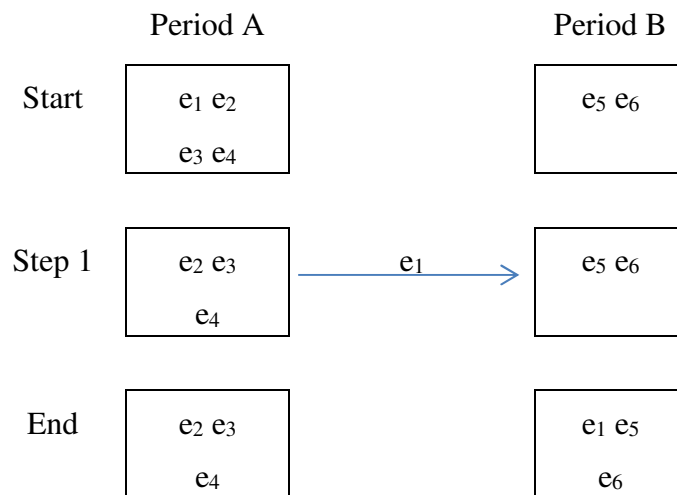 Period A Period B
Start e₁ e₂ e₅ e₆
e₃ e₄
Step 1 e₂ e₃ e₁ e₅ e₆
e₄
End e₂ e₃ e₁ e₅
e₄ e₆